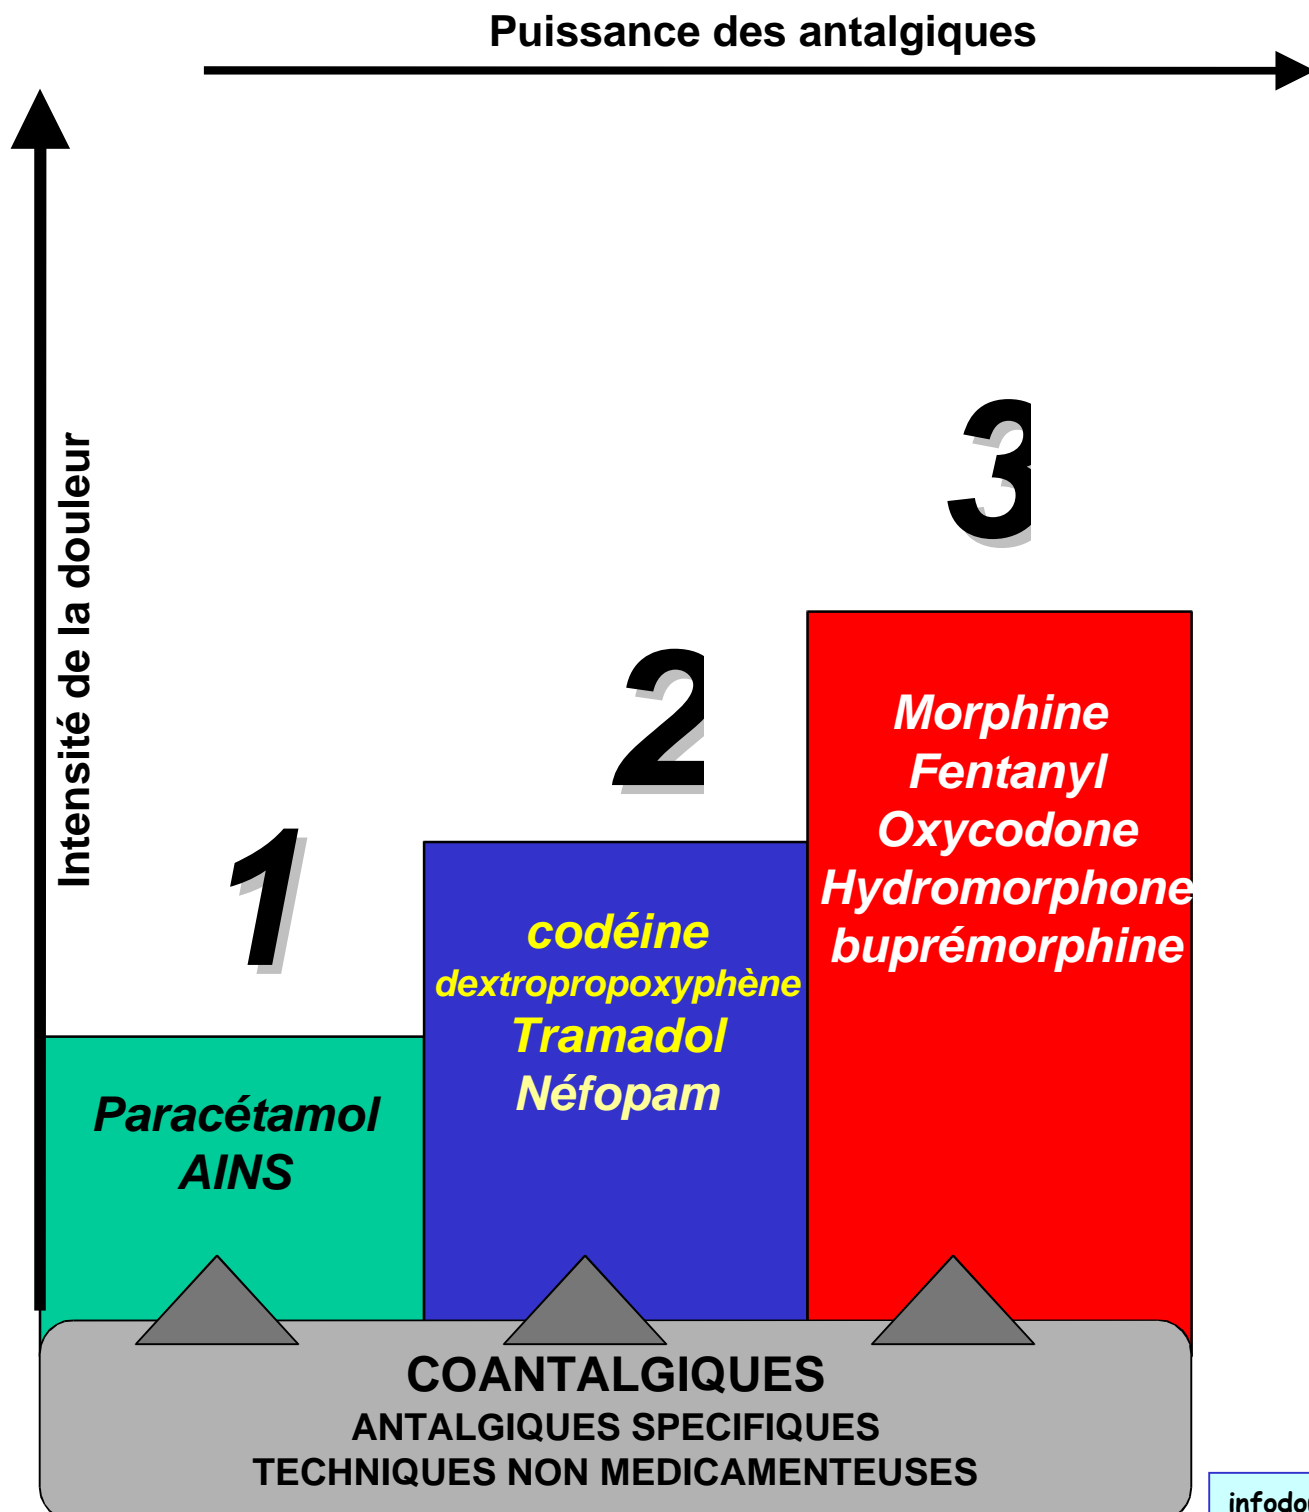 Puissance des antalgiques
Intensité de la douleur
1
2
3
Paracétamol
AINS
codéine
dextropropoxyphène
Tramadol
Néfopam
Morphine
Fentanyl
Oxycodone
Hydromorphone
buprémorphine
COANTALGIQUES
ANTALGIQUES SPECIFIQUES
TECHNIQUES NON MEDICAMENTEUSES